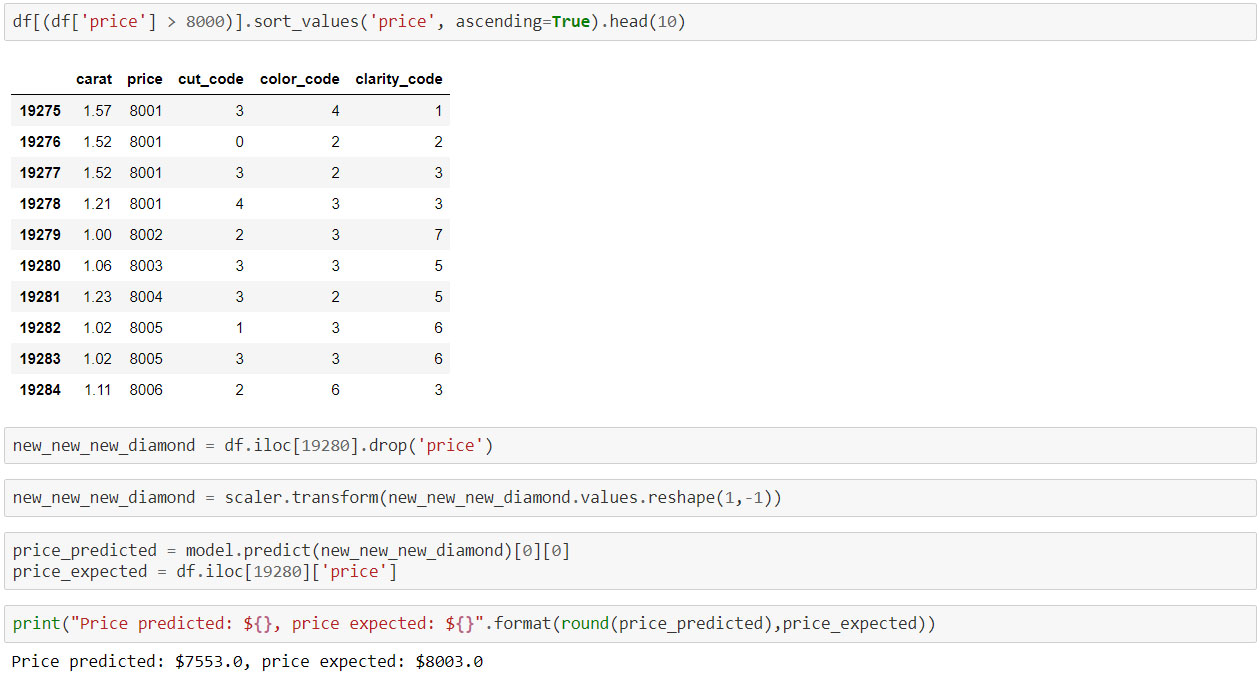 df[(df['price'] > 8000)].sort_values('price', ascending=True).head(10)
carat price cut_code color_code clarity_code
19275 1.57 8001 3 4 1
19276 1.52 8001 0 2 2
19277 1.52 8001 3 2 3
19278 1.21 8001 4 3 3
19279 1.00 8002 2 3 7
19280 1.06 8003 3 3 5
19281 1.23 8004 3 2 5
19282 1.02 8005 1 3 6
19283 1.02 8005 3 3 6
19284 1.11 8006 2 6 3
new_new_new_diamond = df.iloc[19280].drop('price')
new_new_new_diamond = scaler.transform(new_new_new_diamond.values.reshape(1,-1))
price_predicted = model.predict(new_new_new_diamond)[0][0]
price_expected = df.iloc[19280]['price']
print("Price predicted: ${}, price expected: ${}".format(round(price_predicted),price_expected))
Price predicted: $7553.0, price expected: $8003.0